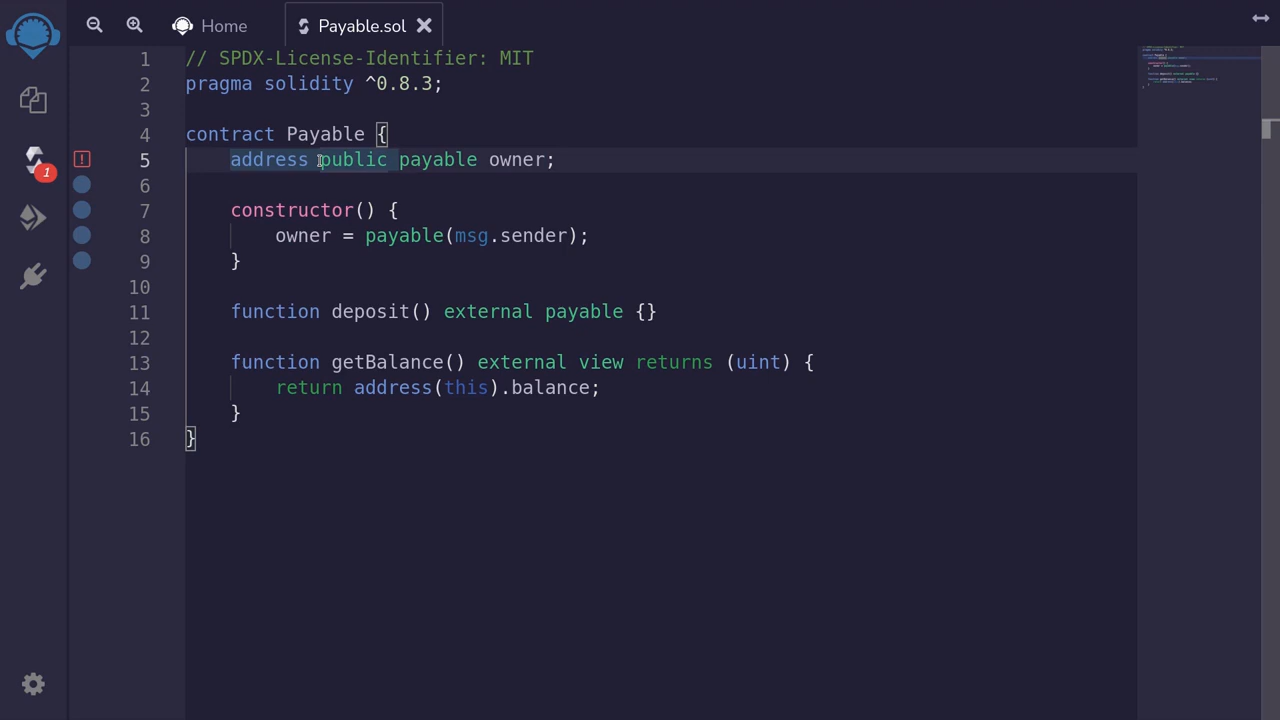 Home
Payable.sol
1 // SPDX-License-Identifier: MIT
2 pragma solidity ^0.8.3;
3
4 contract Payable {
5 address public payable owner;
6
7 constructor() {
8 owner = payable(msg.sender);
9 }
10
11 function deposit() external payable {}
12
13 function getBalance() external view returns (uint) {
14 return address(this).balance;
15 }
16 }
1